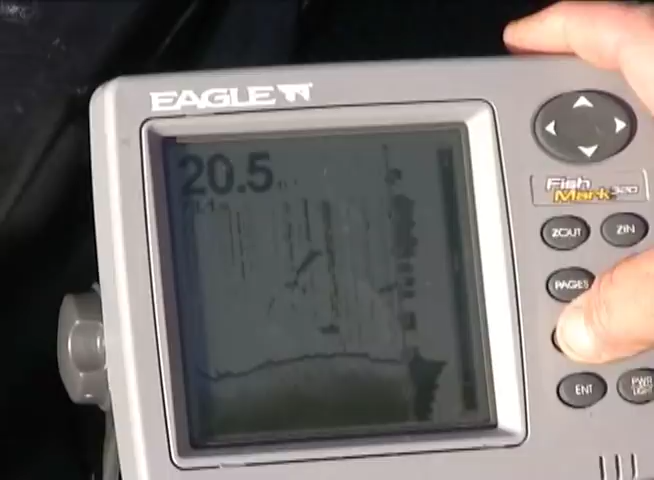 EAGLE
20.5
Fish
Mark 320
ZOUT
ZIN
PAGES
ENT
PWR
LIGHT